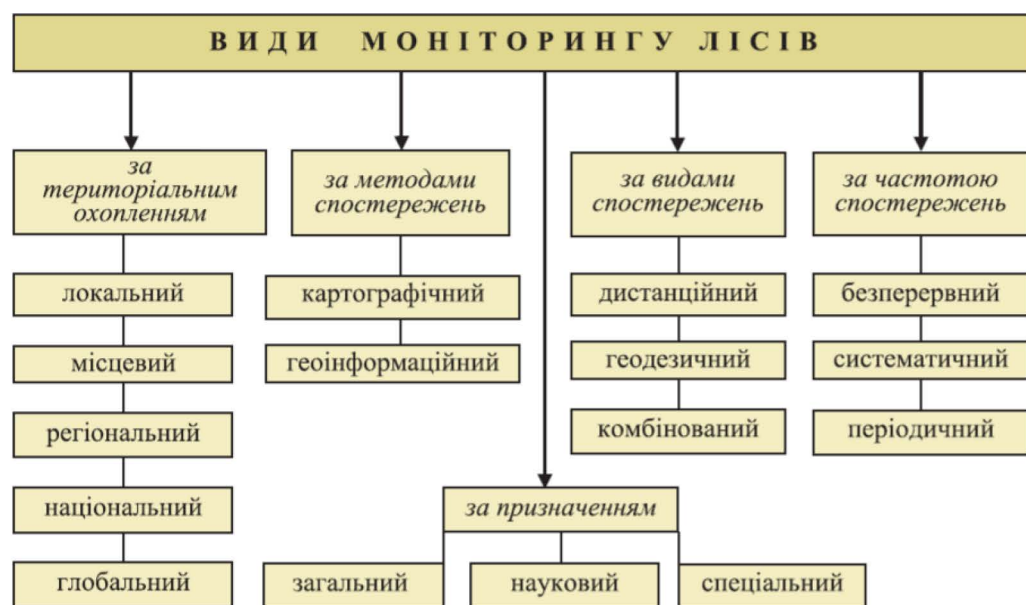 ВИДИ МОНІТОРИНГУ ЛІСІВ
за
територіальним
охопленням
локальний
місцевий
регіональний
національний
глобальний
за методами
спостережень
картографічний
геоінформаційний
за видами
спостережень
дистанційний
геодезичний
комбінований
за частотою
спостережень
безперервний
систематичний
періодичний
за призначенням
загальний
науковий
спеціальний